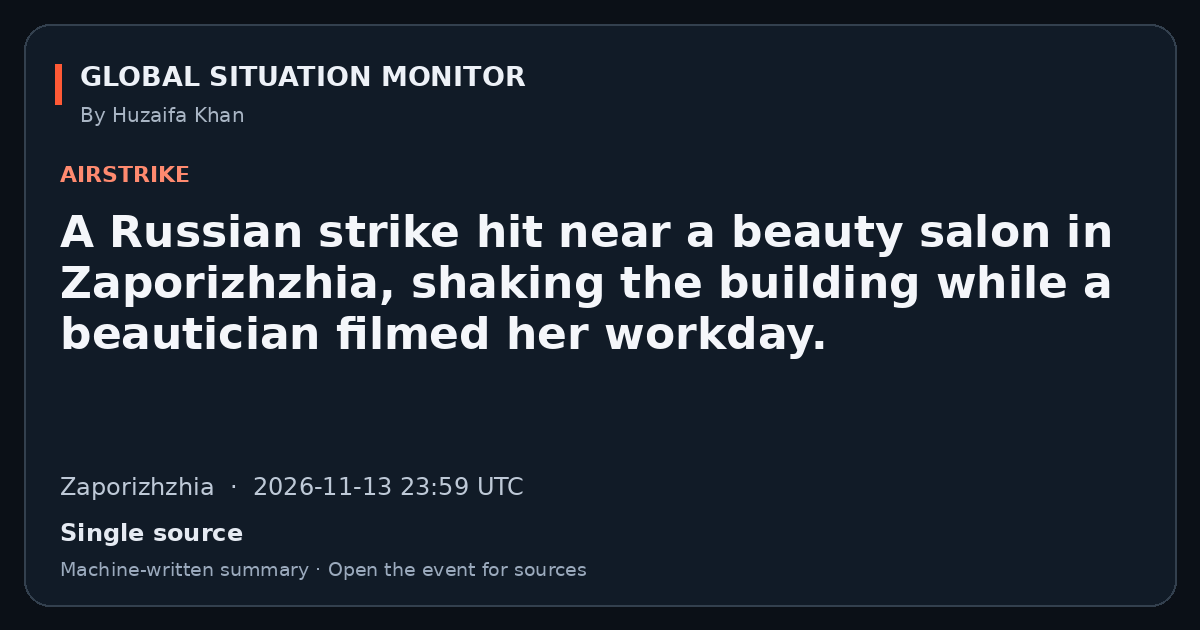 GLOBAL SITUATION MONITOR
By Huzaifa Khan
AIRSTRIKE
A Russian strike hit near a beauty salon in
Zaporizhzhia, shaking the building while a
beautician filmed her workday.
Zaporizhzhia · 2026-11-13 23:59 UTC
Single source
Machine-written summary · Open the event for sources